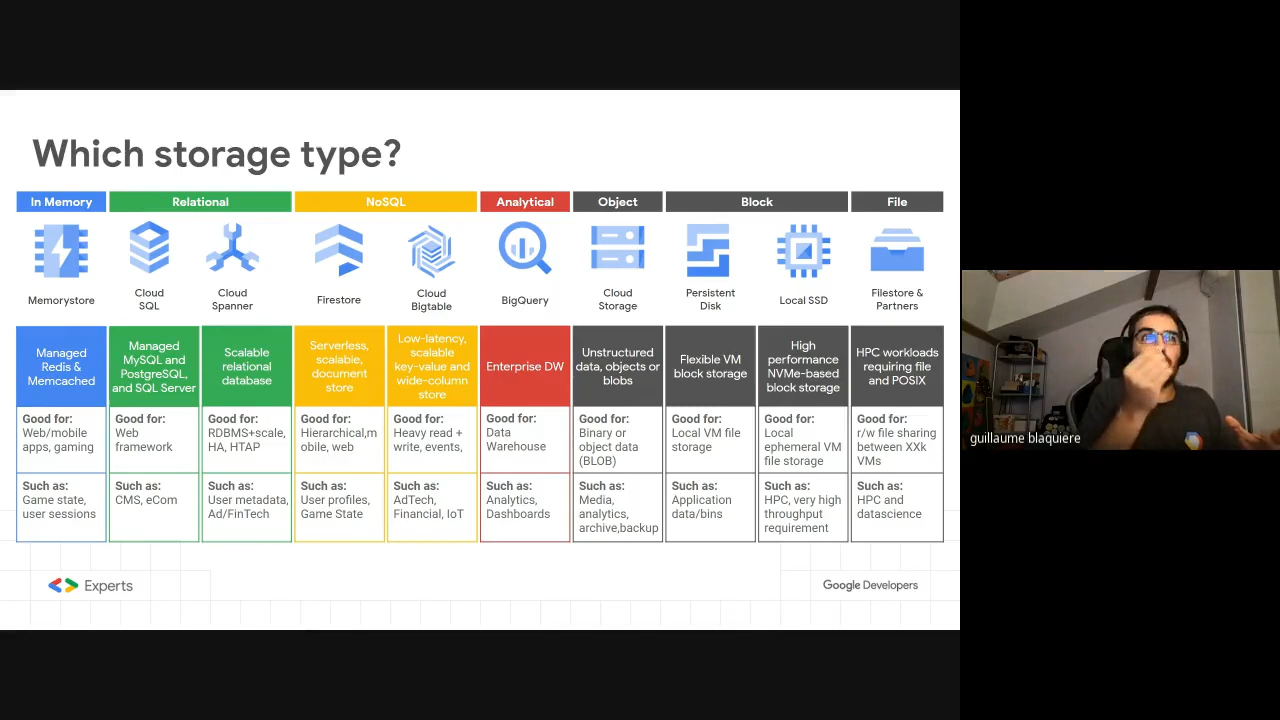 Which storage type?
In Memory
Relational
NoSQL
Analytical
Object
Block
File
Memorystore
Cloud
SQL
Cloud
Spanner
Firestore
Cloud
Bigtable
BigQuery
Cloud
Storage
Persistent
Disk
Local SSD
Filestore &
Partners
Managed
Redis &
Memcached
Managed
MySQL and
PostgreSQL,
and SQL Server
Scalable
relational
database
Serverless,
scalable,
document
store
Low-latency,
scalable
key-value and
wide-column
store
Enterprise DW
Unstructured
data, objects or
blobs
Flexible VM
block storage
High
performance
NVMe-based
block storage
HPC workloads
requiring file
and POSIX
Good for:
Web/mobile
apps, gaming
Good for:
Web
framework
Good for:
RDBMS+scale,
HA, HTAP
Good for:
Hierarchical,m
obile, web
Good for:
Heavy read +
write, events,
Good for:
Data
Warehouse
Good for:
Binary or
object data
(BLOB)
Good for:
Local VM file
storage
Good for:
Local
ephemeral VM
file storage
Good for:
r/w file sharing
between XXk
VMs
Such as:
Game state,
user sessions
Such as:
CMS, eCom
Such as:
User metadata,
Ad/FinTech
Such as:
User profiles,
Game State
Such as:
AdTech,
Financial, IoT
Such as:
Analytics,
Dashboards
Such as:
Media,
analytics,
archive,backup
Such as:
Application
data/bins
Such as:
HPC, very high
throughput
requirement
Such as:
HPC and
datascience
Experts
Google Developers
guillaume blaquiere